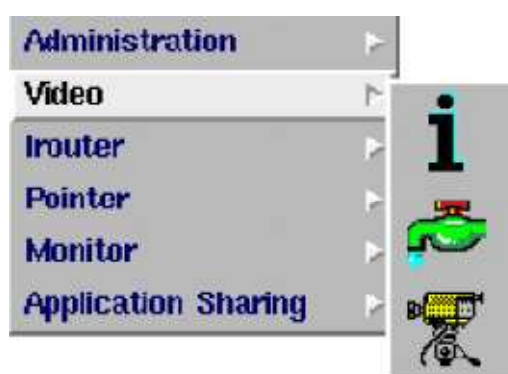 Administration
Video
Irouter
Pointer
Monitor
Application Sharing
i